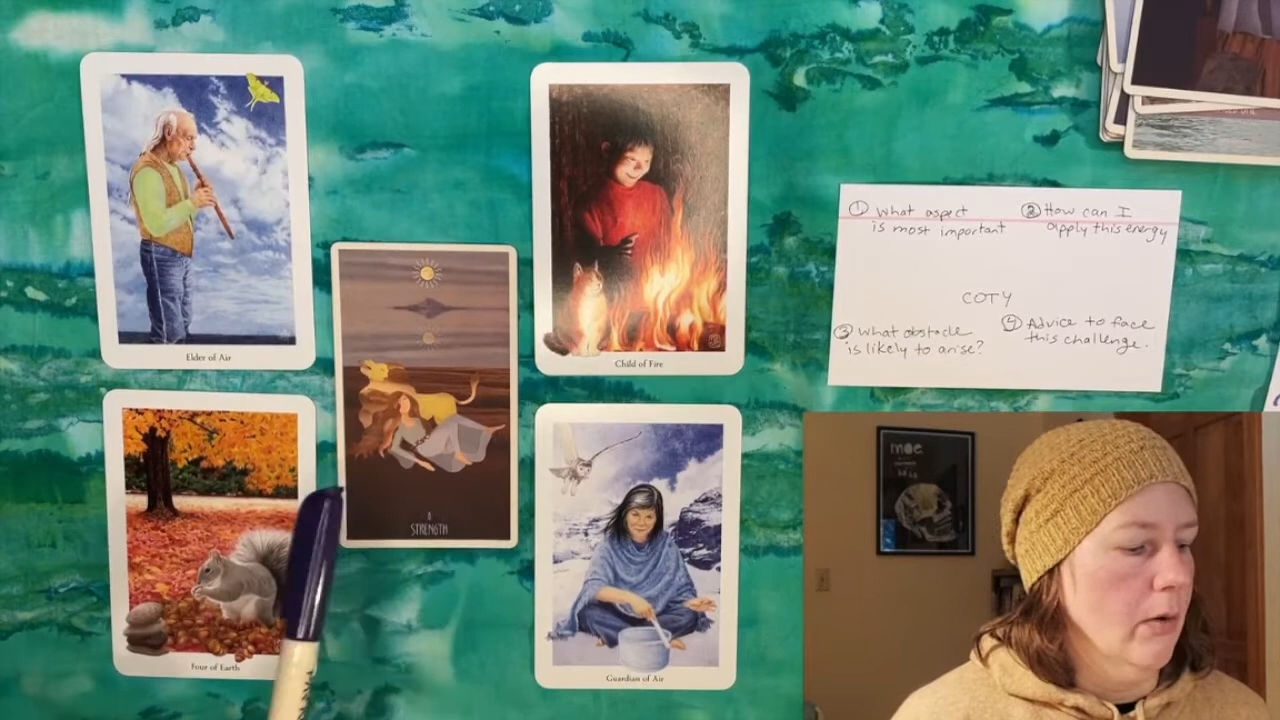 Elder of Air
Child of Fire
8
STRENGTH
Four of Earth
Guardian of Air
① What aspect
is most important
② How can I
apply this energy
COTY
③ What obstacle
is likely to arise?
④ Advice to face
this challenge.
moe.